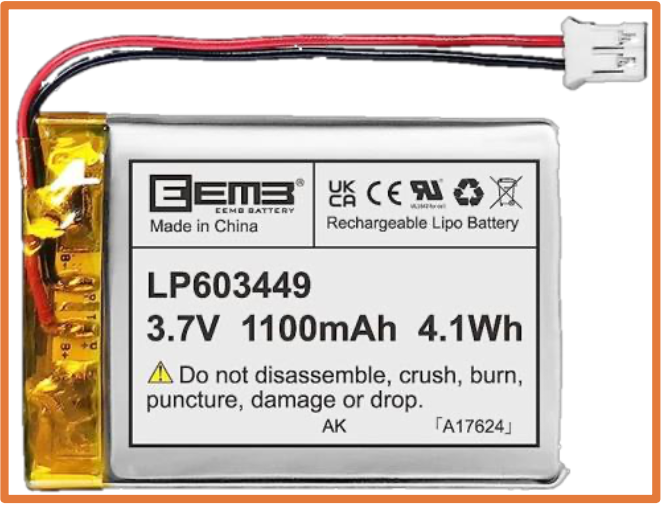 EEMB®
EEMB BATTERY
Made in China
UK CA CE
Rechargeable Lipo Battery
LP603449
3.7V 1100mAh 4.1Wh
Do not disassemble, crush, burn,
puncture, damage or drop.
AK 「A17624」
B-
B+